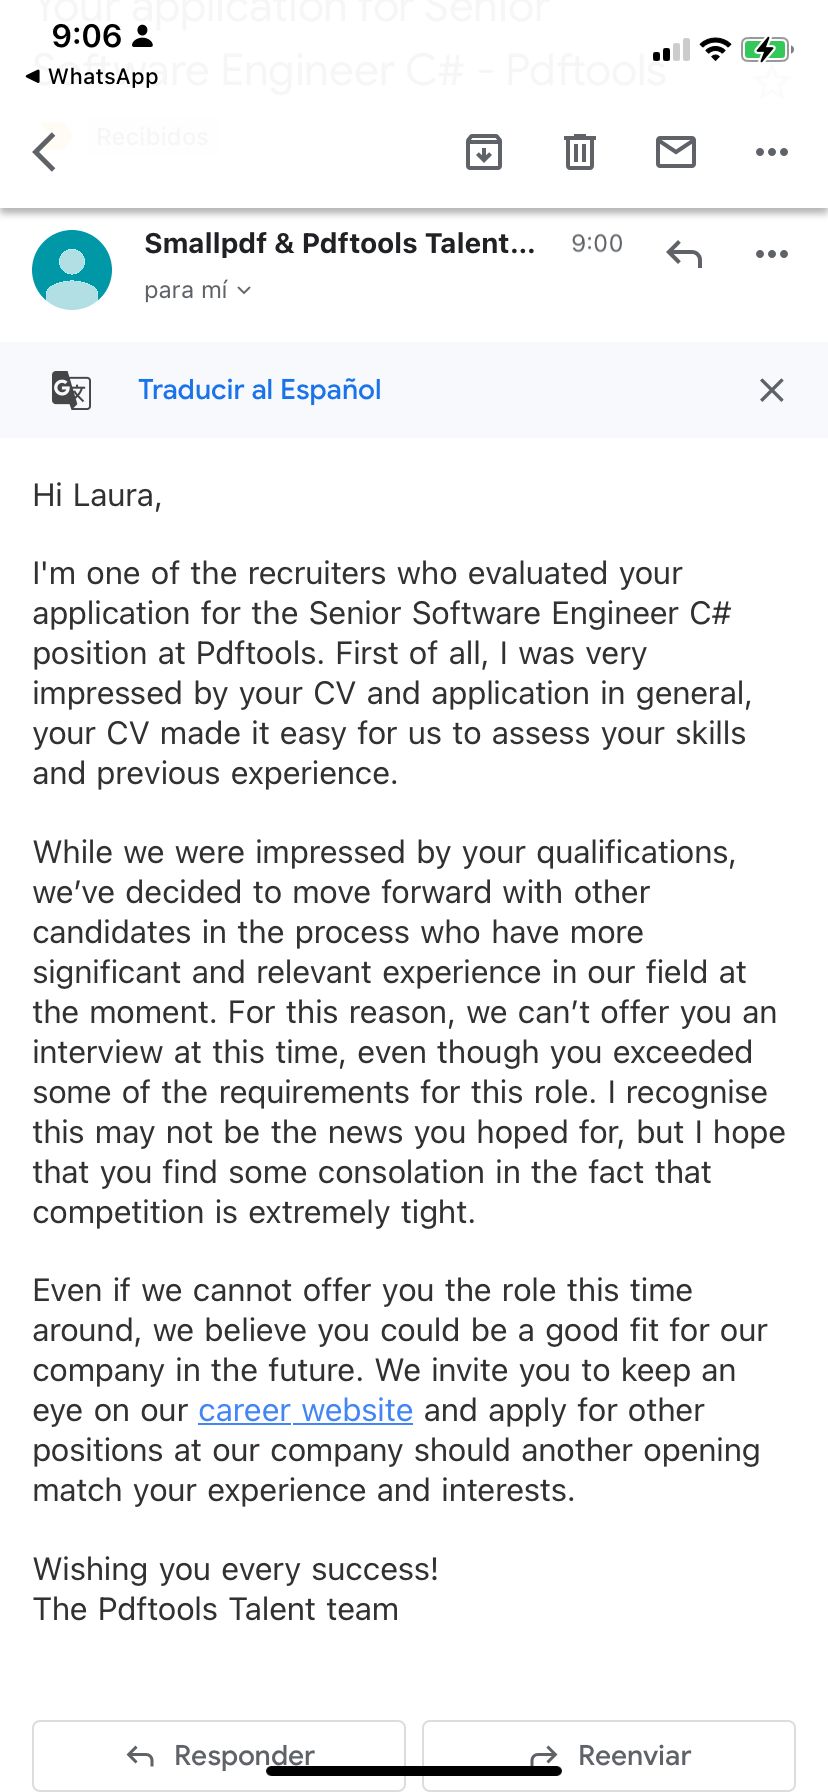 Your application for Senior
9:06
Software Engineer C# - Pdftools
WhatsApp
Recibidos
Smallpdf & Pdftools Talent...
9:00
para mí
Traducir al Español
Hi Laura,
I'm one of the recruiters who evaluated your
application for the Senior Software Engineer C#
position at Pdftools. First of all, I was very
impressed by your CV and application in general,
your CV made it easy for us to assess your skills
and previous experience.
While we were impressed by your qualifications,
we've decided to move forward with other
candidates in the process who have more
significant and relevant experience in our field at
the moment. For this reason, we can't offer you an
interview at this time, even though you exceeded
some of the requirements for this role. I recognise
this may not be the news you hoped for, but I hope
that you find some consolation in the fact that
competition is extremely tight.
Even if we cannot offer you the role this time
around, we believe you could be a good fit for our
company in the future. We invite you to keep an
eye on our career website and apply for other
positions at our company should another opening
match your experience and interests.
Wishing you every success!
The Pdftools Talent team
Responder
Reenviar